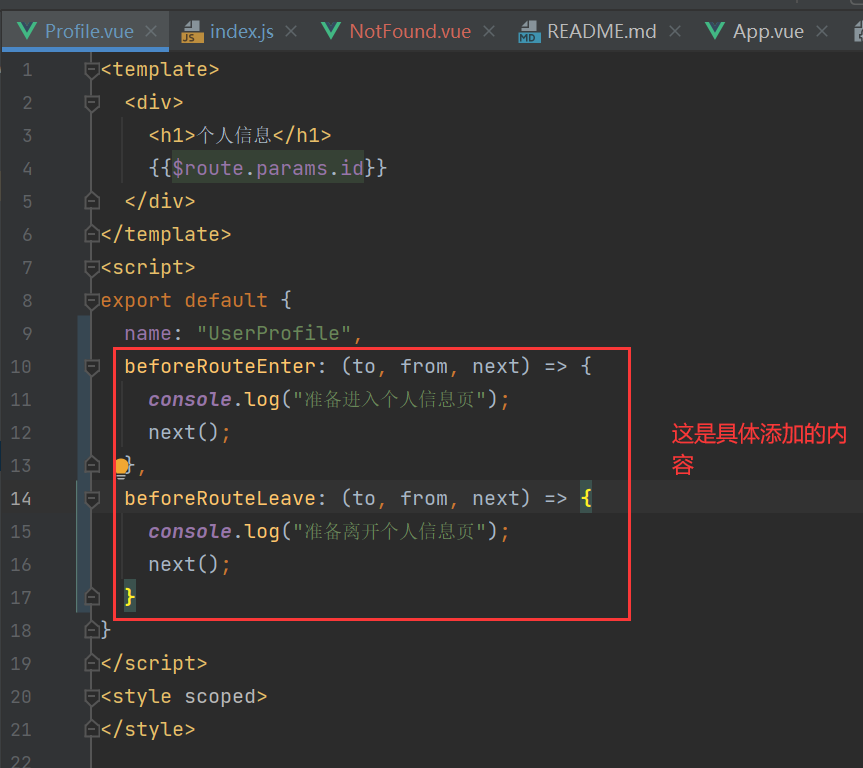 Profile.vue index.js NotFound.vue README.md App.vue
1 <template>
2 <div>
3 <h1>个人信息</h1>
4 {{$route.params.id}}
5 </div>
6 </template>
7 <script>
8 export default {
9 name: "UserProfile",
10 beforeRouteEnter: (to, from, next) => {
11 console.log("准备进入个人信息页");
12 next();
13 },
14 beforeRouteLeave: (to, from, next) => {
15 console.log("准备离开个人信息页");
16 next();
17 }
18 }
19 </script>
20 <style scoped>
21 </style>
22
这是具体添加的内
容